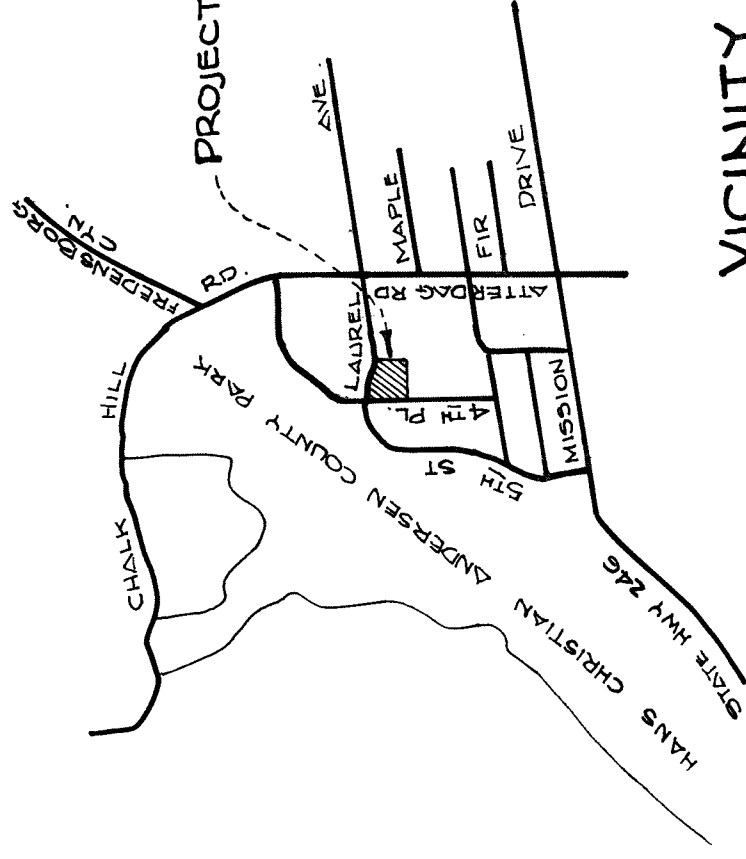 PROJECT
FREDENSBORG
CYN.
AVE.
MAPLE
FIR
DRIVE
VICINITY
RD.
ATTERDAG RD
LAUREL
HILL
4TH PL.
MISSION
5TH ST
CHALK
HANS CHRISTIAN ANDERSEN COUNTY PARK
STATE HWY 246